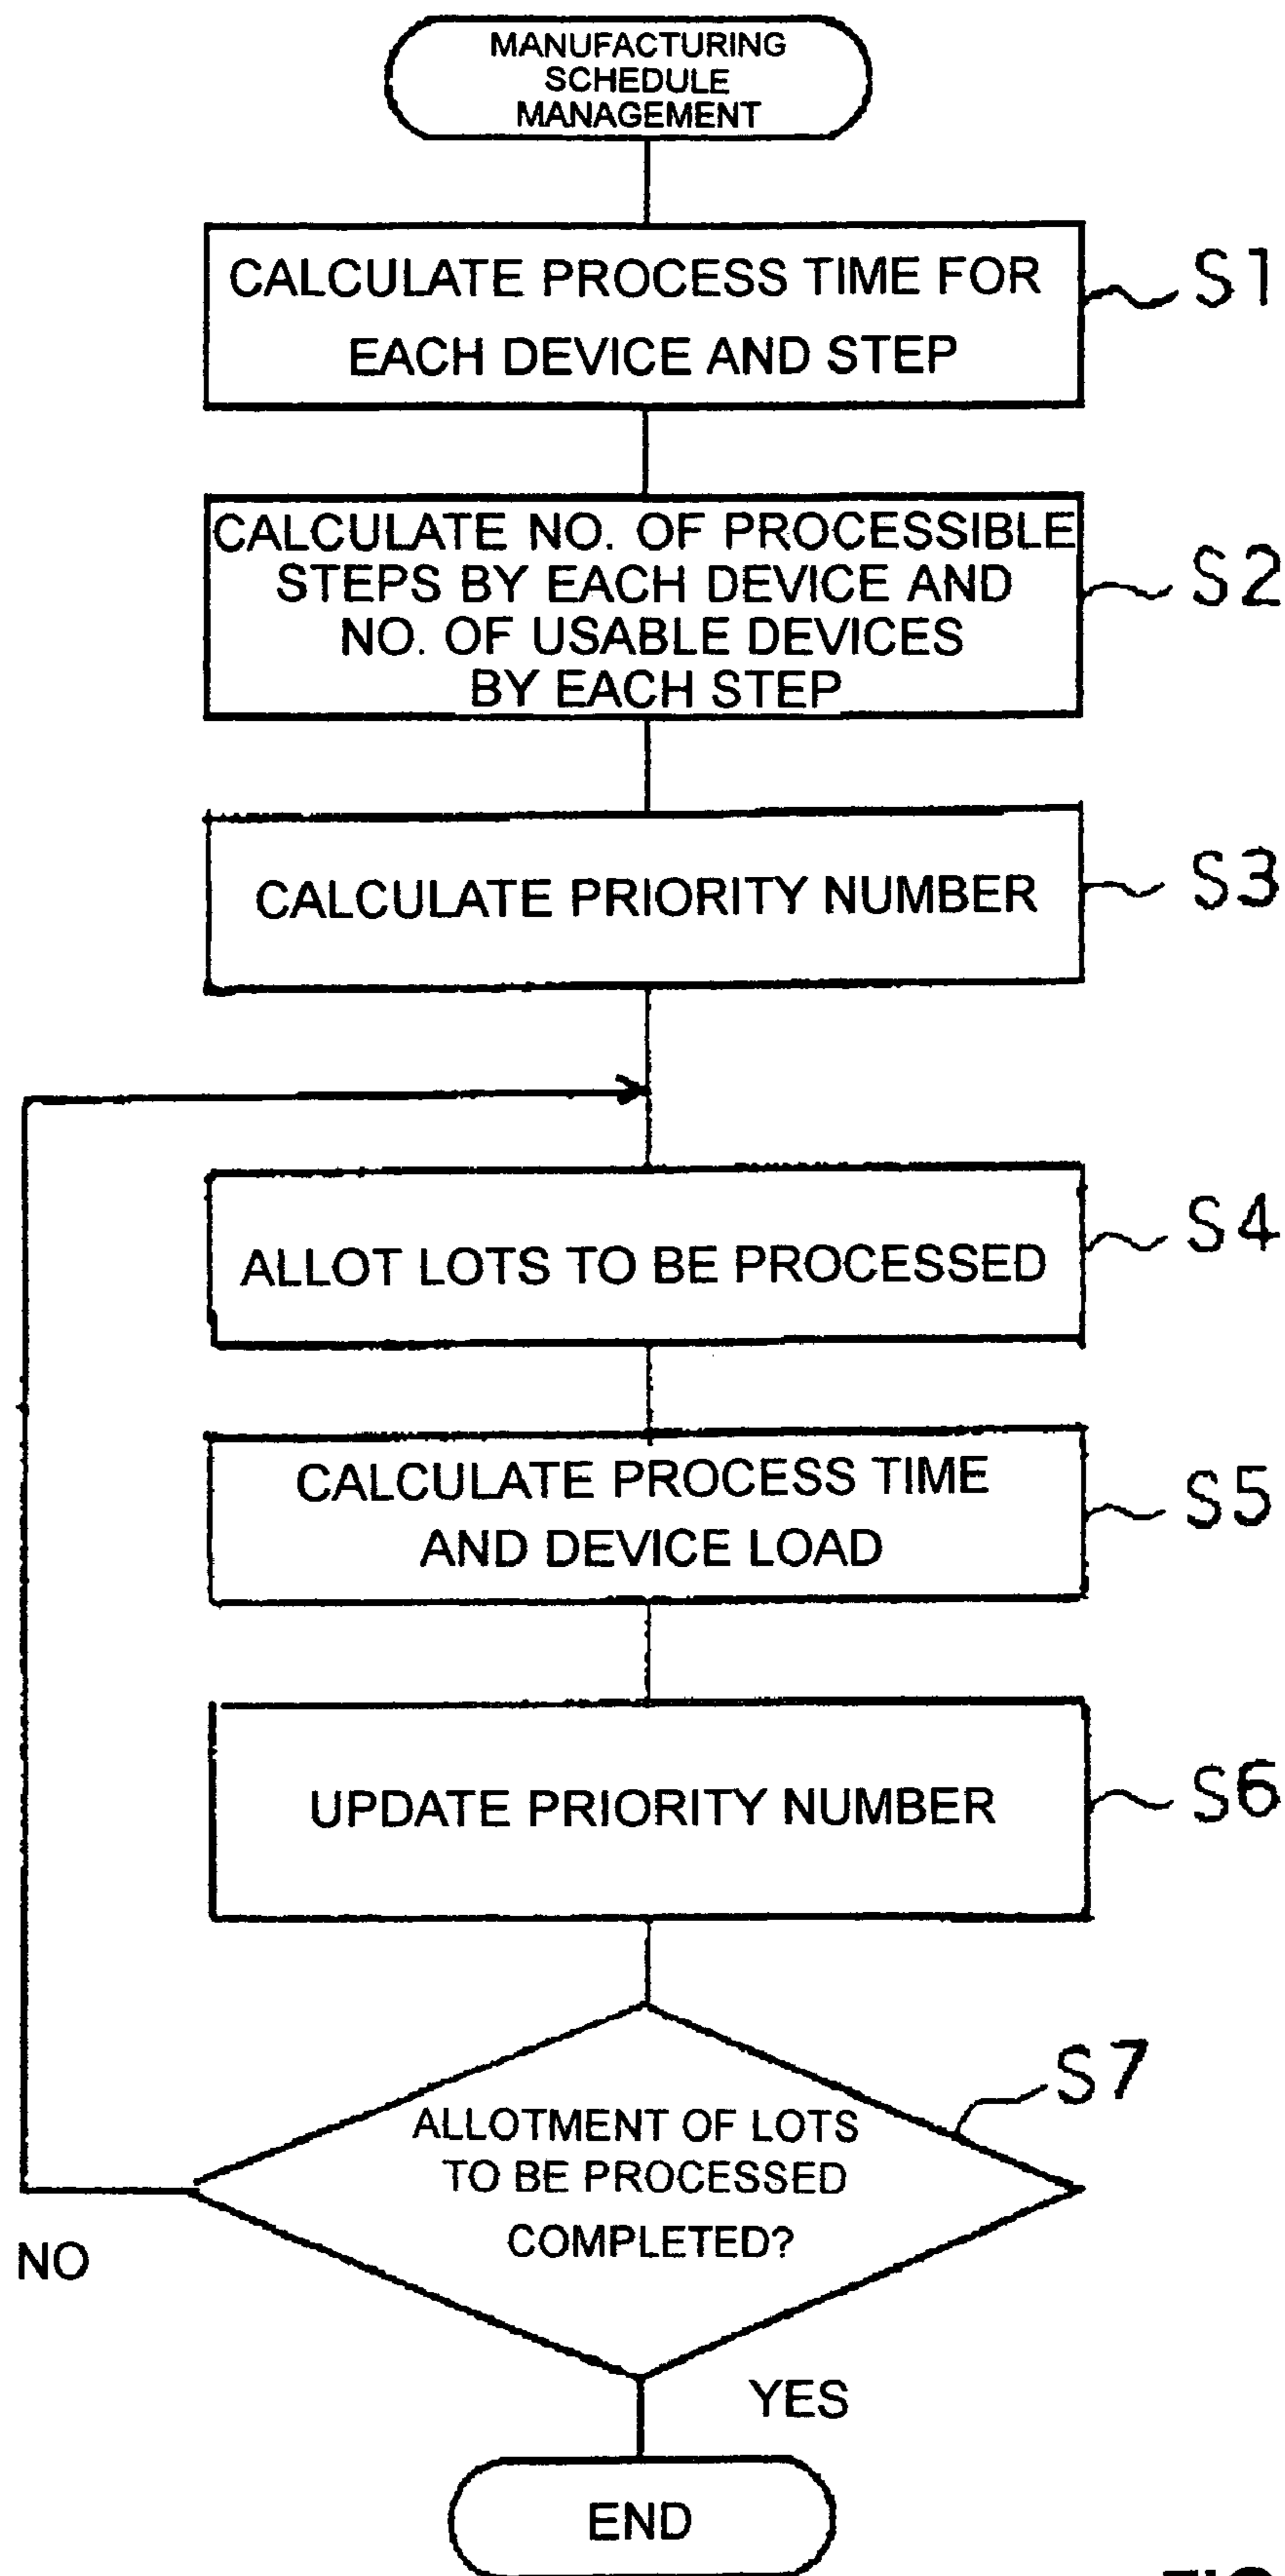 MANUFACTURING
SCHEDULE
MANAGEMENT
CALCULATE PROCESS TIME FOR
EACH DEVICE AND STEP
S1
CALCULATE NO. OF PROCESSIBLE
STEPS BY EACH DEVICE AND
NO. OF USABLE DEVICES
BY EACH STEP
S2
CALCULATE PRIORITY NUMBER
S3
ALLOT LOTS TO BE PROCESSED
S4
CALCULATE PROCESS TIME
AND DEVICE LOAD
S5
UPDATE PRIORITY NUMBER
S6
ALLOTMENT OF LOTS
TO BE PROCESSED
COMPLETED?
S7
NO
YES
END